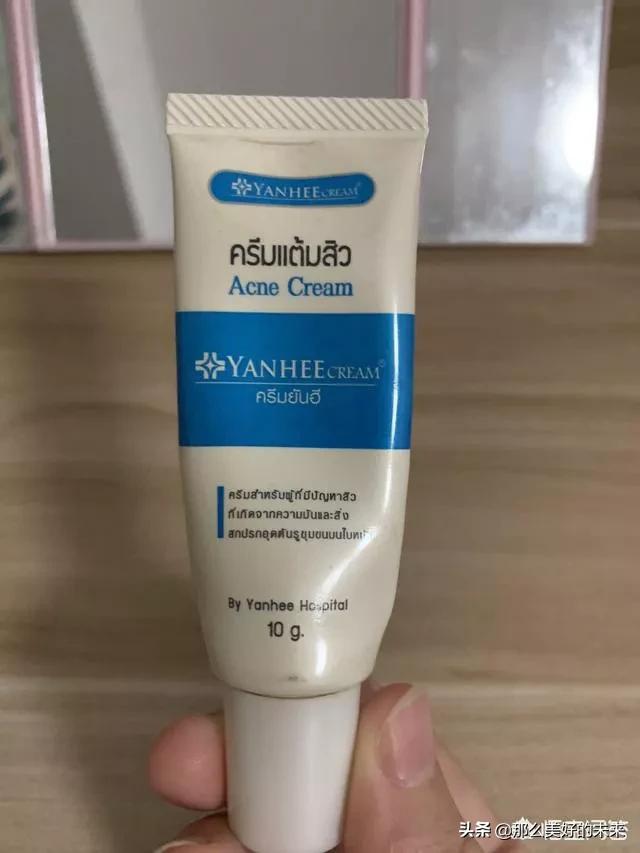 YANHEE CREAM®
ครีมแต้มสิว
Acne Cream
YANHEE CREAM®
ครีมยันฮี
ครีมสำหรับผู้ที่มีปัญหาสิว
ที่เกิดจากความมันและสิ่ง
สกปรกอุดตันรูขุมขนบนใบหน้า
By Yanhee Hospital
10 g.
头条 @那么美好的未来